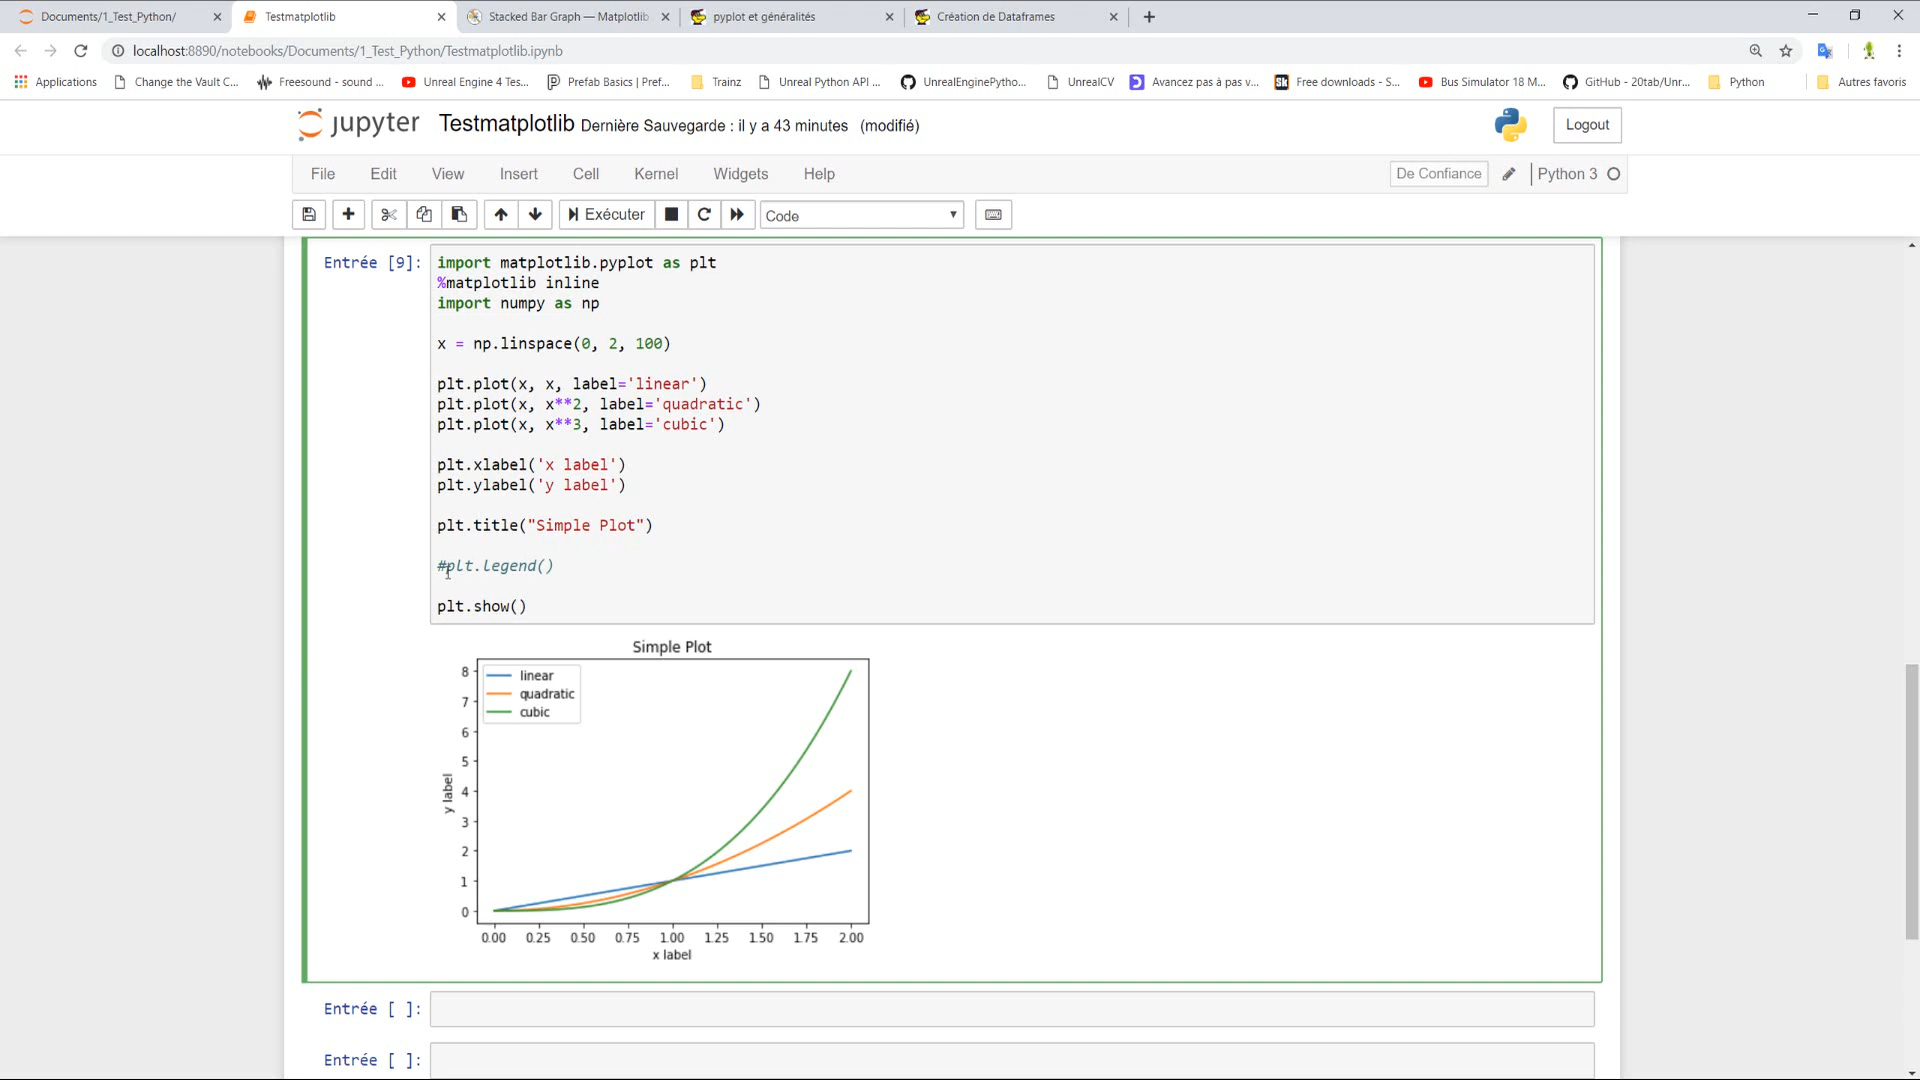 Documents/1_Test_Python/
Testmatplotlib
Stacked Bar Graph — Matplotlib
pyplot et généralités
Création de Dataframes
localhost:8890/notebooks/Documents/1_Test_Python/Testmatplotlib.ipynb
Applications
Change the Vault C...
Freesound - sound ...
Unreal Engine 4 Tes...
Prefab Basics | Pref...
Trainz
Unreal Python API ...
UnrealEnginePytho...
UnrealCV
Avancez pas à pas v...
Free downloads - S...
Bus Simulator 18 M...
GitHub - 20tab/Unr...
Python
Autres favoris
jupyter
Testmatplotlib Dernière Sauvegarde : il y a 43 minutes (modifié)
Logout
File Edit View Insert Cell Kernel Widgets Help
De Confiance
Python 3
Exécuter
Code
Entrée [9]:
import matplotlib.pyplot as plt
%matplotlib inline
import numpy as np
x = np.linspace(0, 2, 100)
plt.plot(x, x, label='linear')
plt.plot(x, x**2, label='quadratic')
plt.plot(x, x**3, label='cubic')
plt.xlabel('x label')
plt.ylabel('y label')
plt.title("Simple Plot")
#plt.legend()
plt.show()
Simple Plot
linear
quadratic
cubic
8
7
6
5
4
3
2
1
0
y label
0.00 0.25 0.50 0.75 1.00 1.25 1.50 1.75 2.00
x label
Entrée [ ]:
Entrée [ ]: